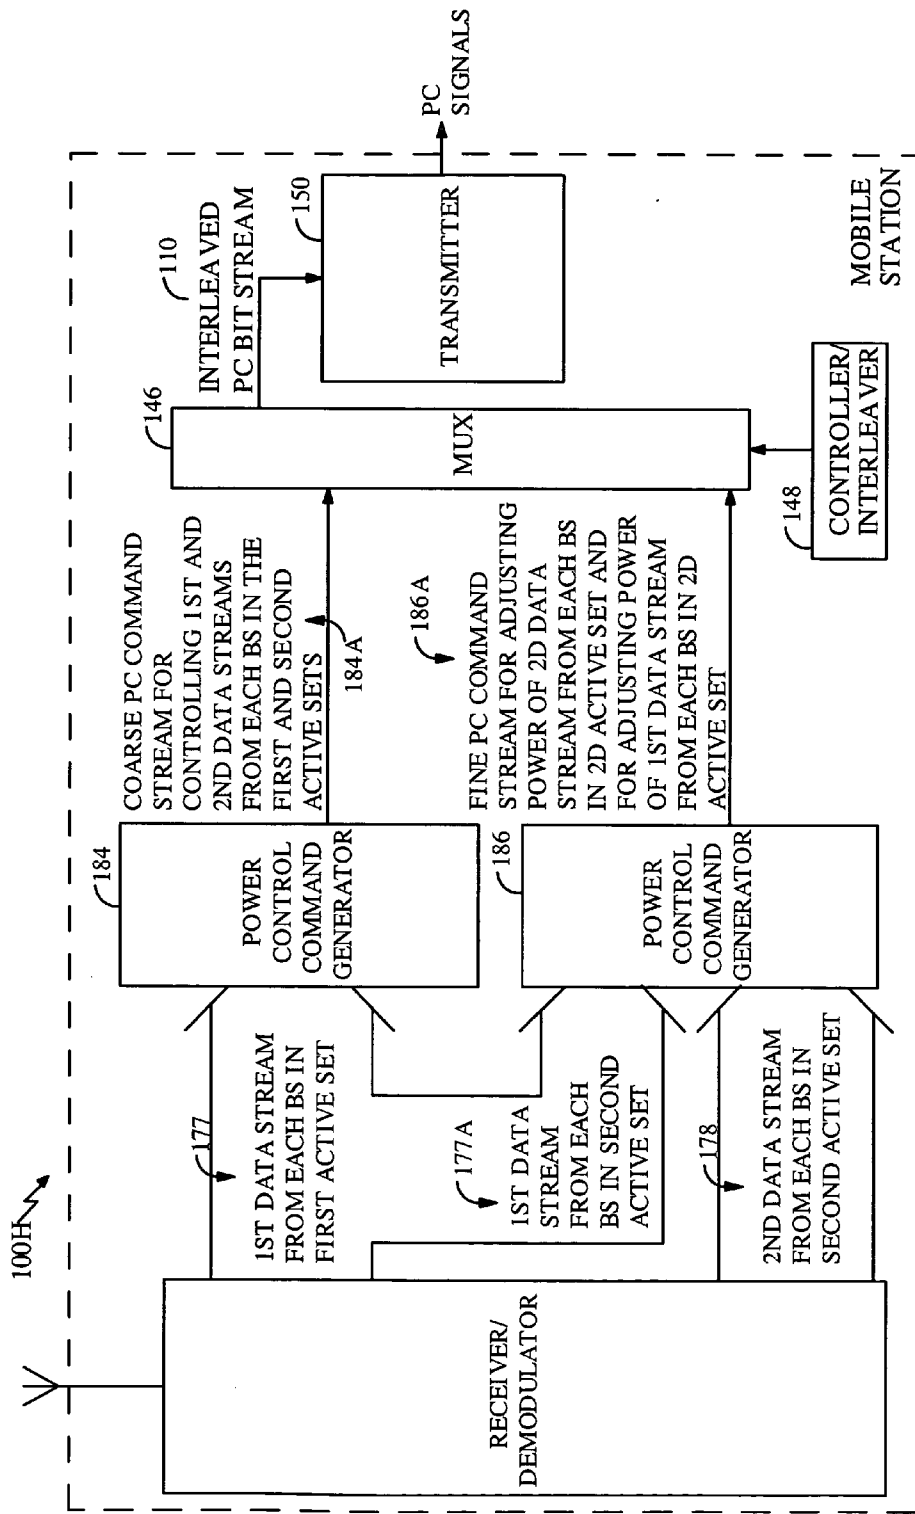 100H
RECEIVER/
DEMODULATOR
177
1ST DATA STREAM
FROM EACH BS IN
FIRST ACTIVE SET
177A
1ST DATA
STREAM
FROM EACH
BS IN SECOND
ACTIVE SET
178
2ND DATA STREAM
FROM EACH BS IN
SECOND ACTIVE SET
184
POWER
CONTROL
COMMAND
GENERATOR
186
POWER
CONTROL
COMMAND
GENERATOR
COARSE PC COMMAND
STREAM FOR
CONTROLLING 1ST AND
2ND DATA STREAMS
FROM EACH BS IN THE
FIRST AND SECOND
ACTIVE SETS
184A
186A
FINE PC COMMAND
STREAM FOR ADJUSTING
POWER OF 2D DATA
STREAM FROM EACH BS
IN 2D ACTIVE SET AND
FOR ADJUSTING POWER
OF 1ST DATA STREAM
FROM EACH BS IN 2D
ACTIVE SET
146
MUX
148
CONTROLLER/
INTERLEAVER
110
INTERLEAVED
PC BIT STREAM
150
TRANSMITTER
PC
SIGNALS
MOBILE
STATION